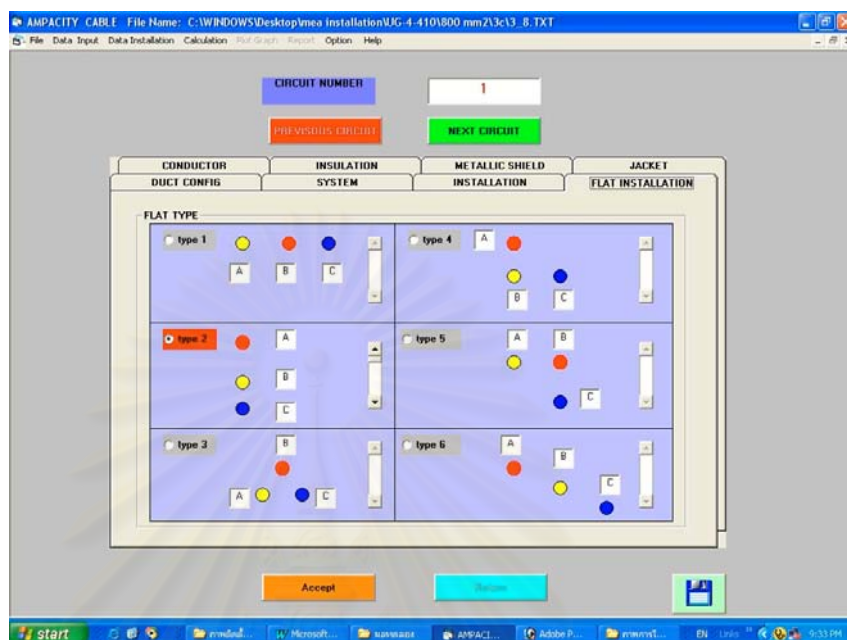 AMPACITY CABLE File Name: C:\WINDOWS\Desktop\mea installation\UG-4-410\800 mm2\3c\3_8.TXT
File Data Input Data Installation Calculation Plot Graph Report Option Help
CIRCUIT NUMBER 1
PREVISOUS CIRCUIT NEXT CIRCUIT
CONDUCTOR INSULATION METALLIC SHIELD JACKET
DUCT CONFIG SYSTEM INSTALLATION FLAT INSTALLATION
FLAT TYPE
type 1
A B C
type 4 A
B C
type 2 A
B
C
type 5 A B
C
type 3 B
A C
type 6 A
B
C
Accept
start Microsoft... AMPACI... Adobe P... EN Links 9:33 PM